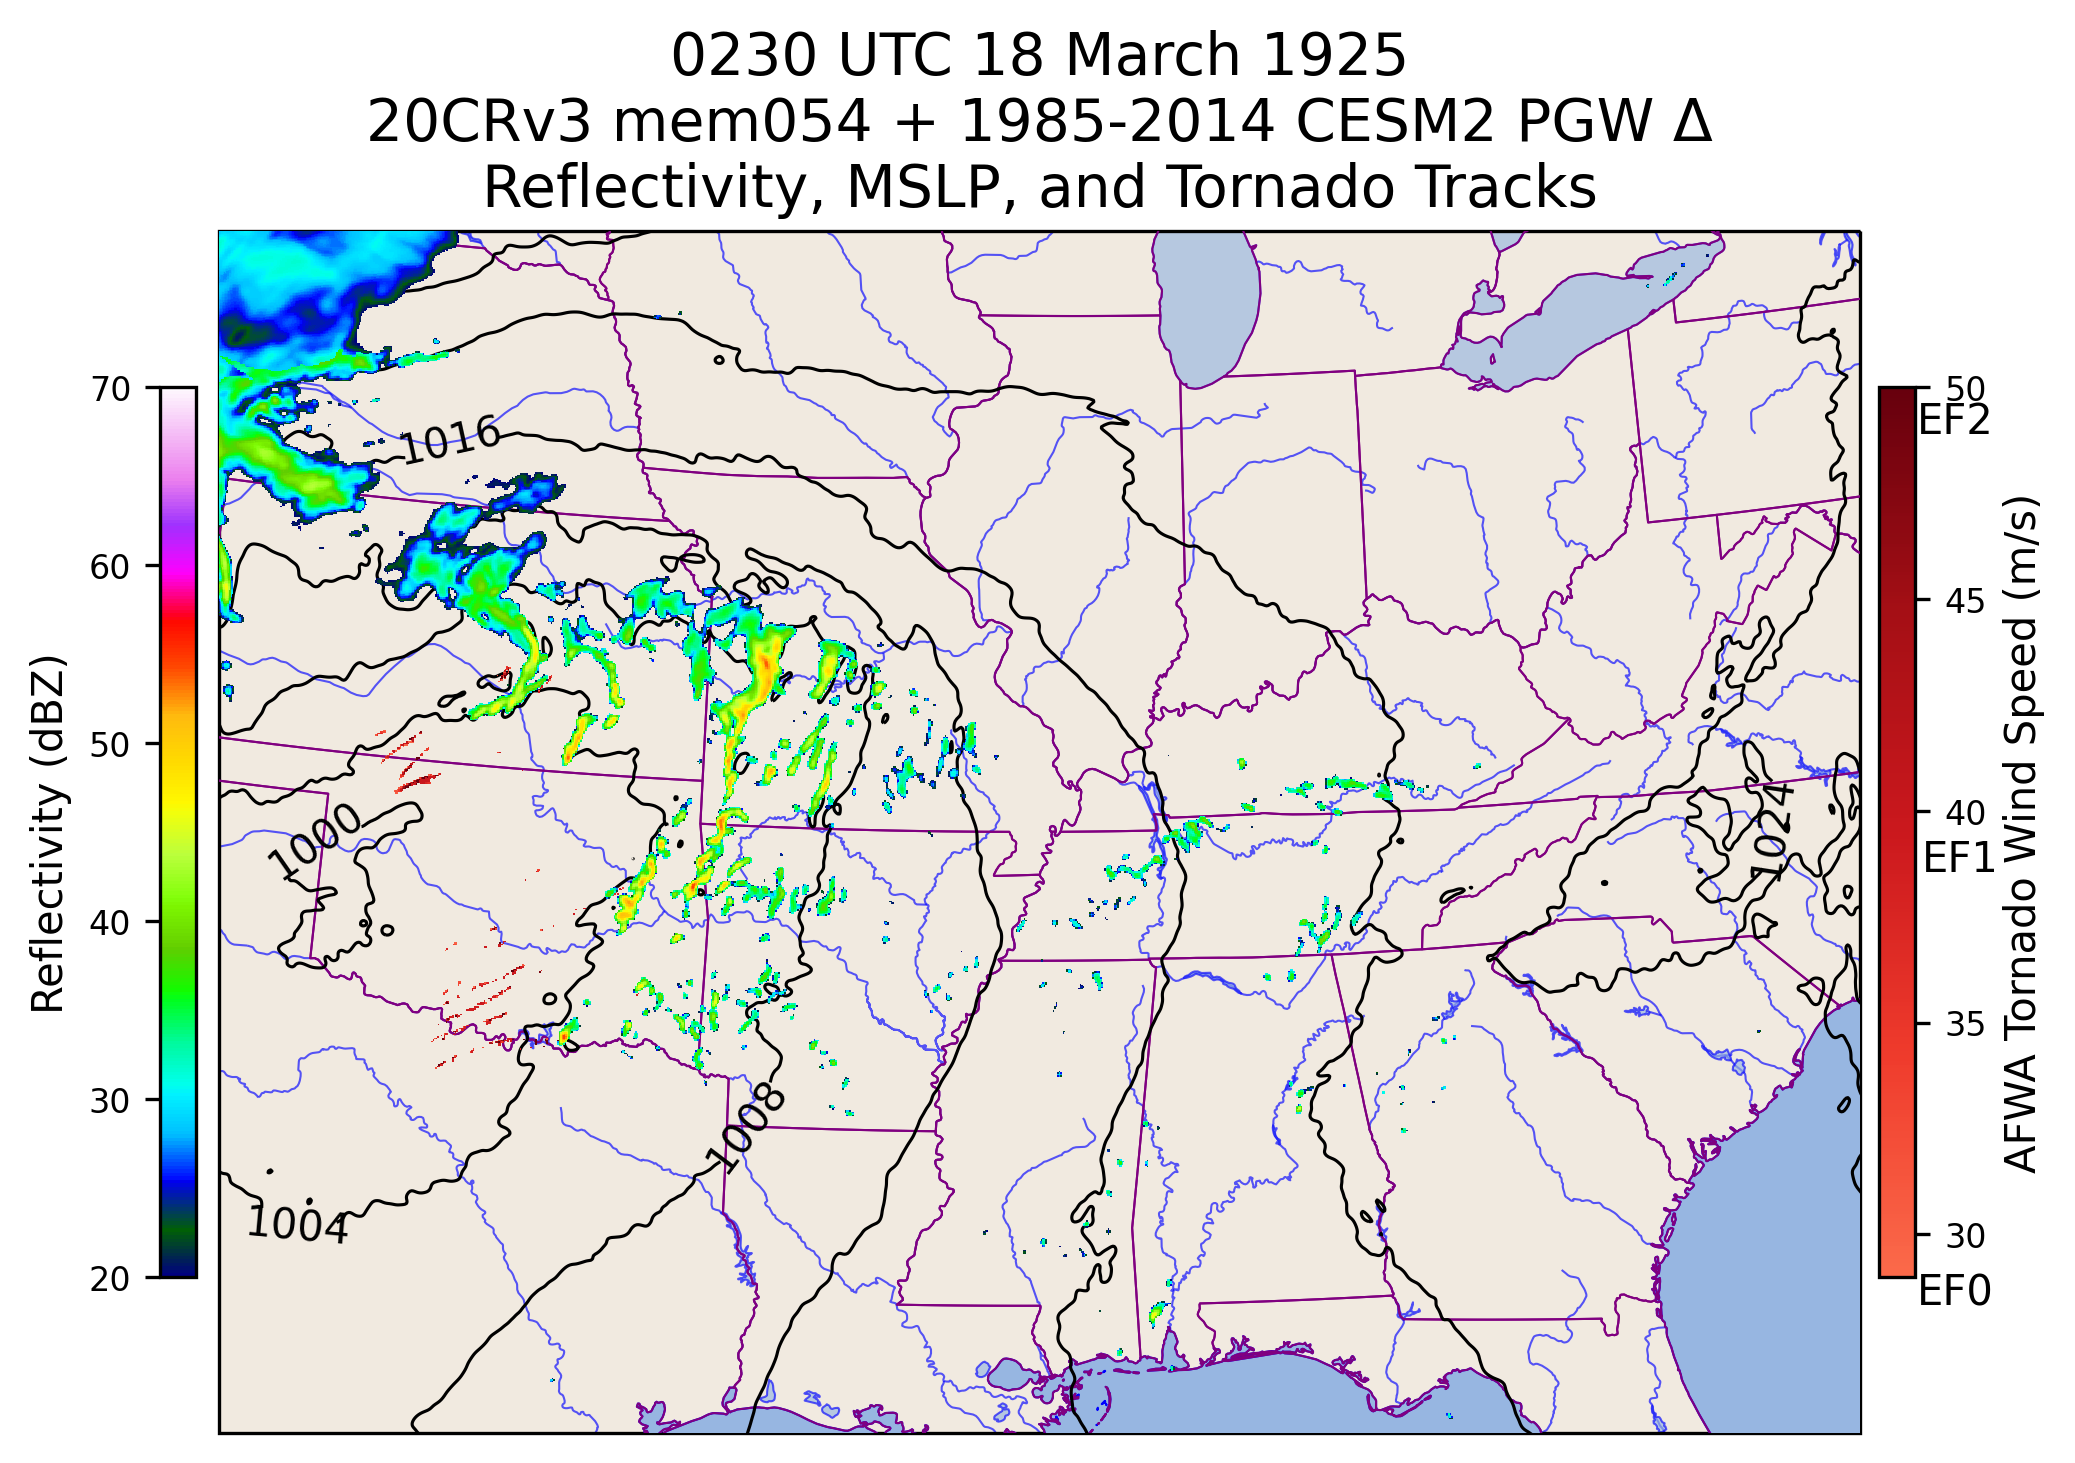 0230 UTC 18 March 1925
20CRv3 mem054 + 1985-2014 CESM2 PGW Δ
Reflectivity, MSLP, and Tornado Tracks
70
60
50
40
30
20
Reflectivity (dBZ)
1016
1000
1024
1008
1004
50
EF2
45
40
EF1
35
30
EF0
AFWA Tornado Wind Speed (m/s)